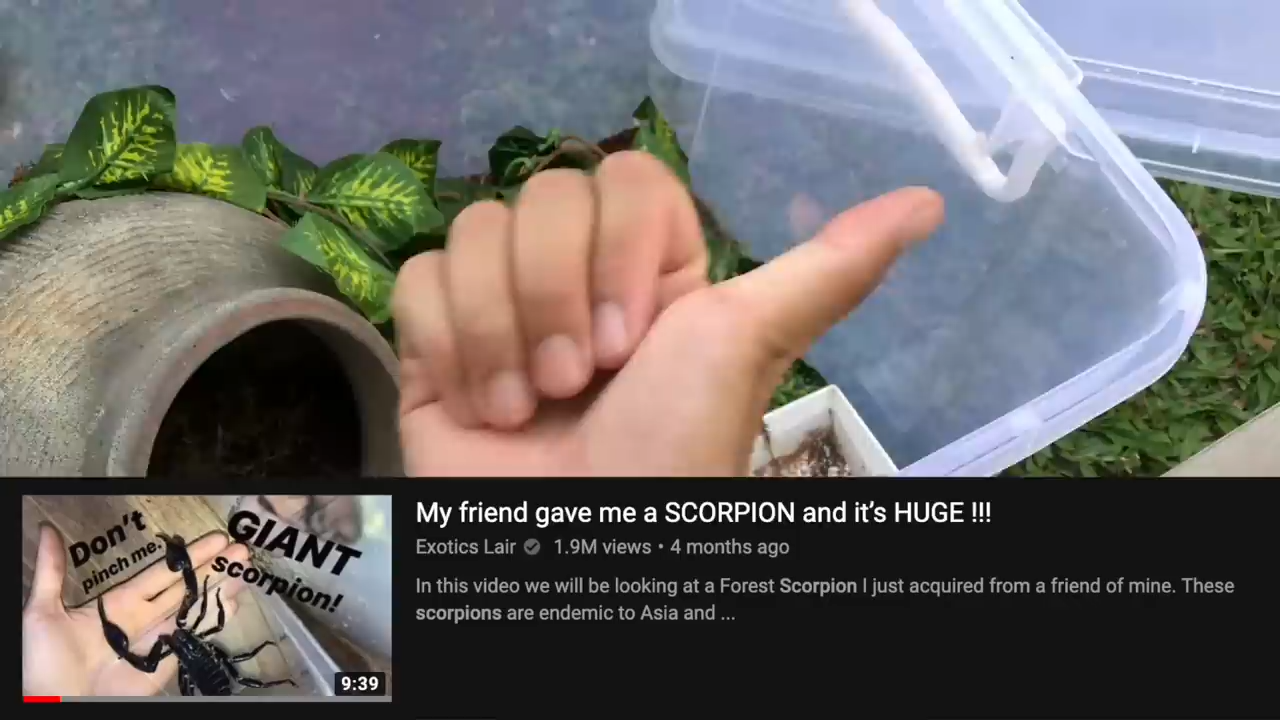 Don't
pinch me.
GIANT
scorpion!
9:39
My friend gave me a SCORPION and it's HUGE !!!
Exotics Lair 1.9M views • 4 months ago
In this video we will be looking at a Forest Scorpion I just acquired from a friend of mine. These
scorpions are endemic to Asia and ...